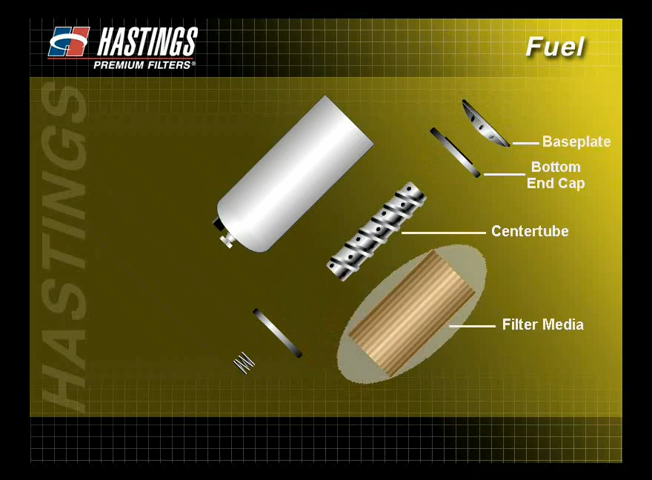 HASTINGS
PREMIUM FILTERS®
Fuel
HASTINGS
Baseplate
Bottom
End Cap
Centertube
Filter Media